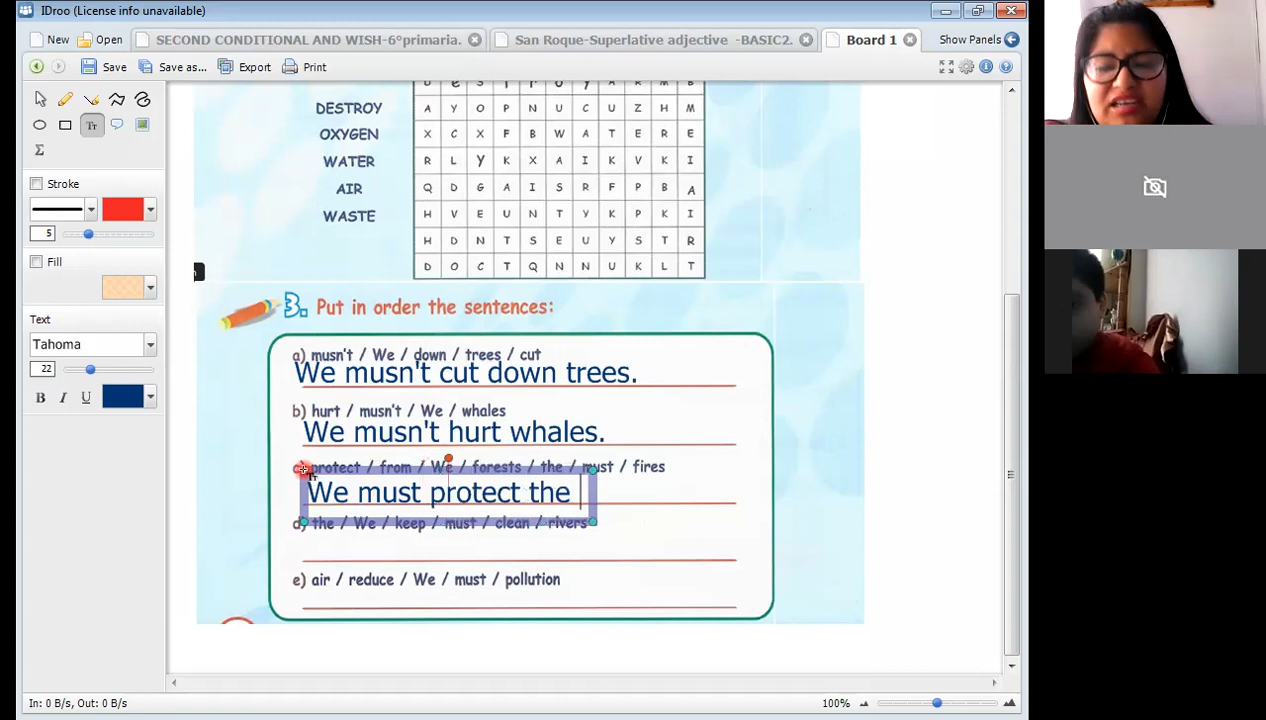 IDroo (License info unavailable)
New Open SECOND CONDITIONAL AND WISH-6°primaria. San Roque-Superlative adjective -BASIC2. Board 1 Show Panels
Save Save as... Export Print
Stroke
5
Fill
Text
Tahoma
22
B I U
DESTROY
OXYGEN
WATER
AIR
WASTE
A Y O P N U C U Z H M
X C X F B W A T E R E
R L y K X A I K V K I
Q D G A I S R F P B A
H V E U N T Y K P K I
H D N T S E U Y S T R
D O C T Q N N U K L T
3. Put in order the sentences:
a) musn't / We / down / trees / cut
We musn't cut down trees.
b) hurt / musn't / We / whales
We musn't hurt whales.
protect / from / We / forests / the / must / fires
We must protect the
d) the / We / keep / must / clean / rivers
e) air / reduce / We / must / pollution
In: 0 B/s, Out: 0 B/s
100%